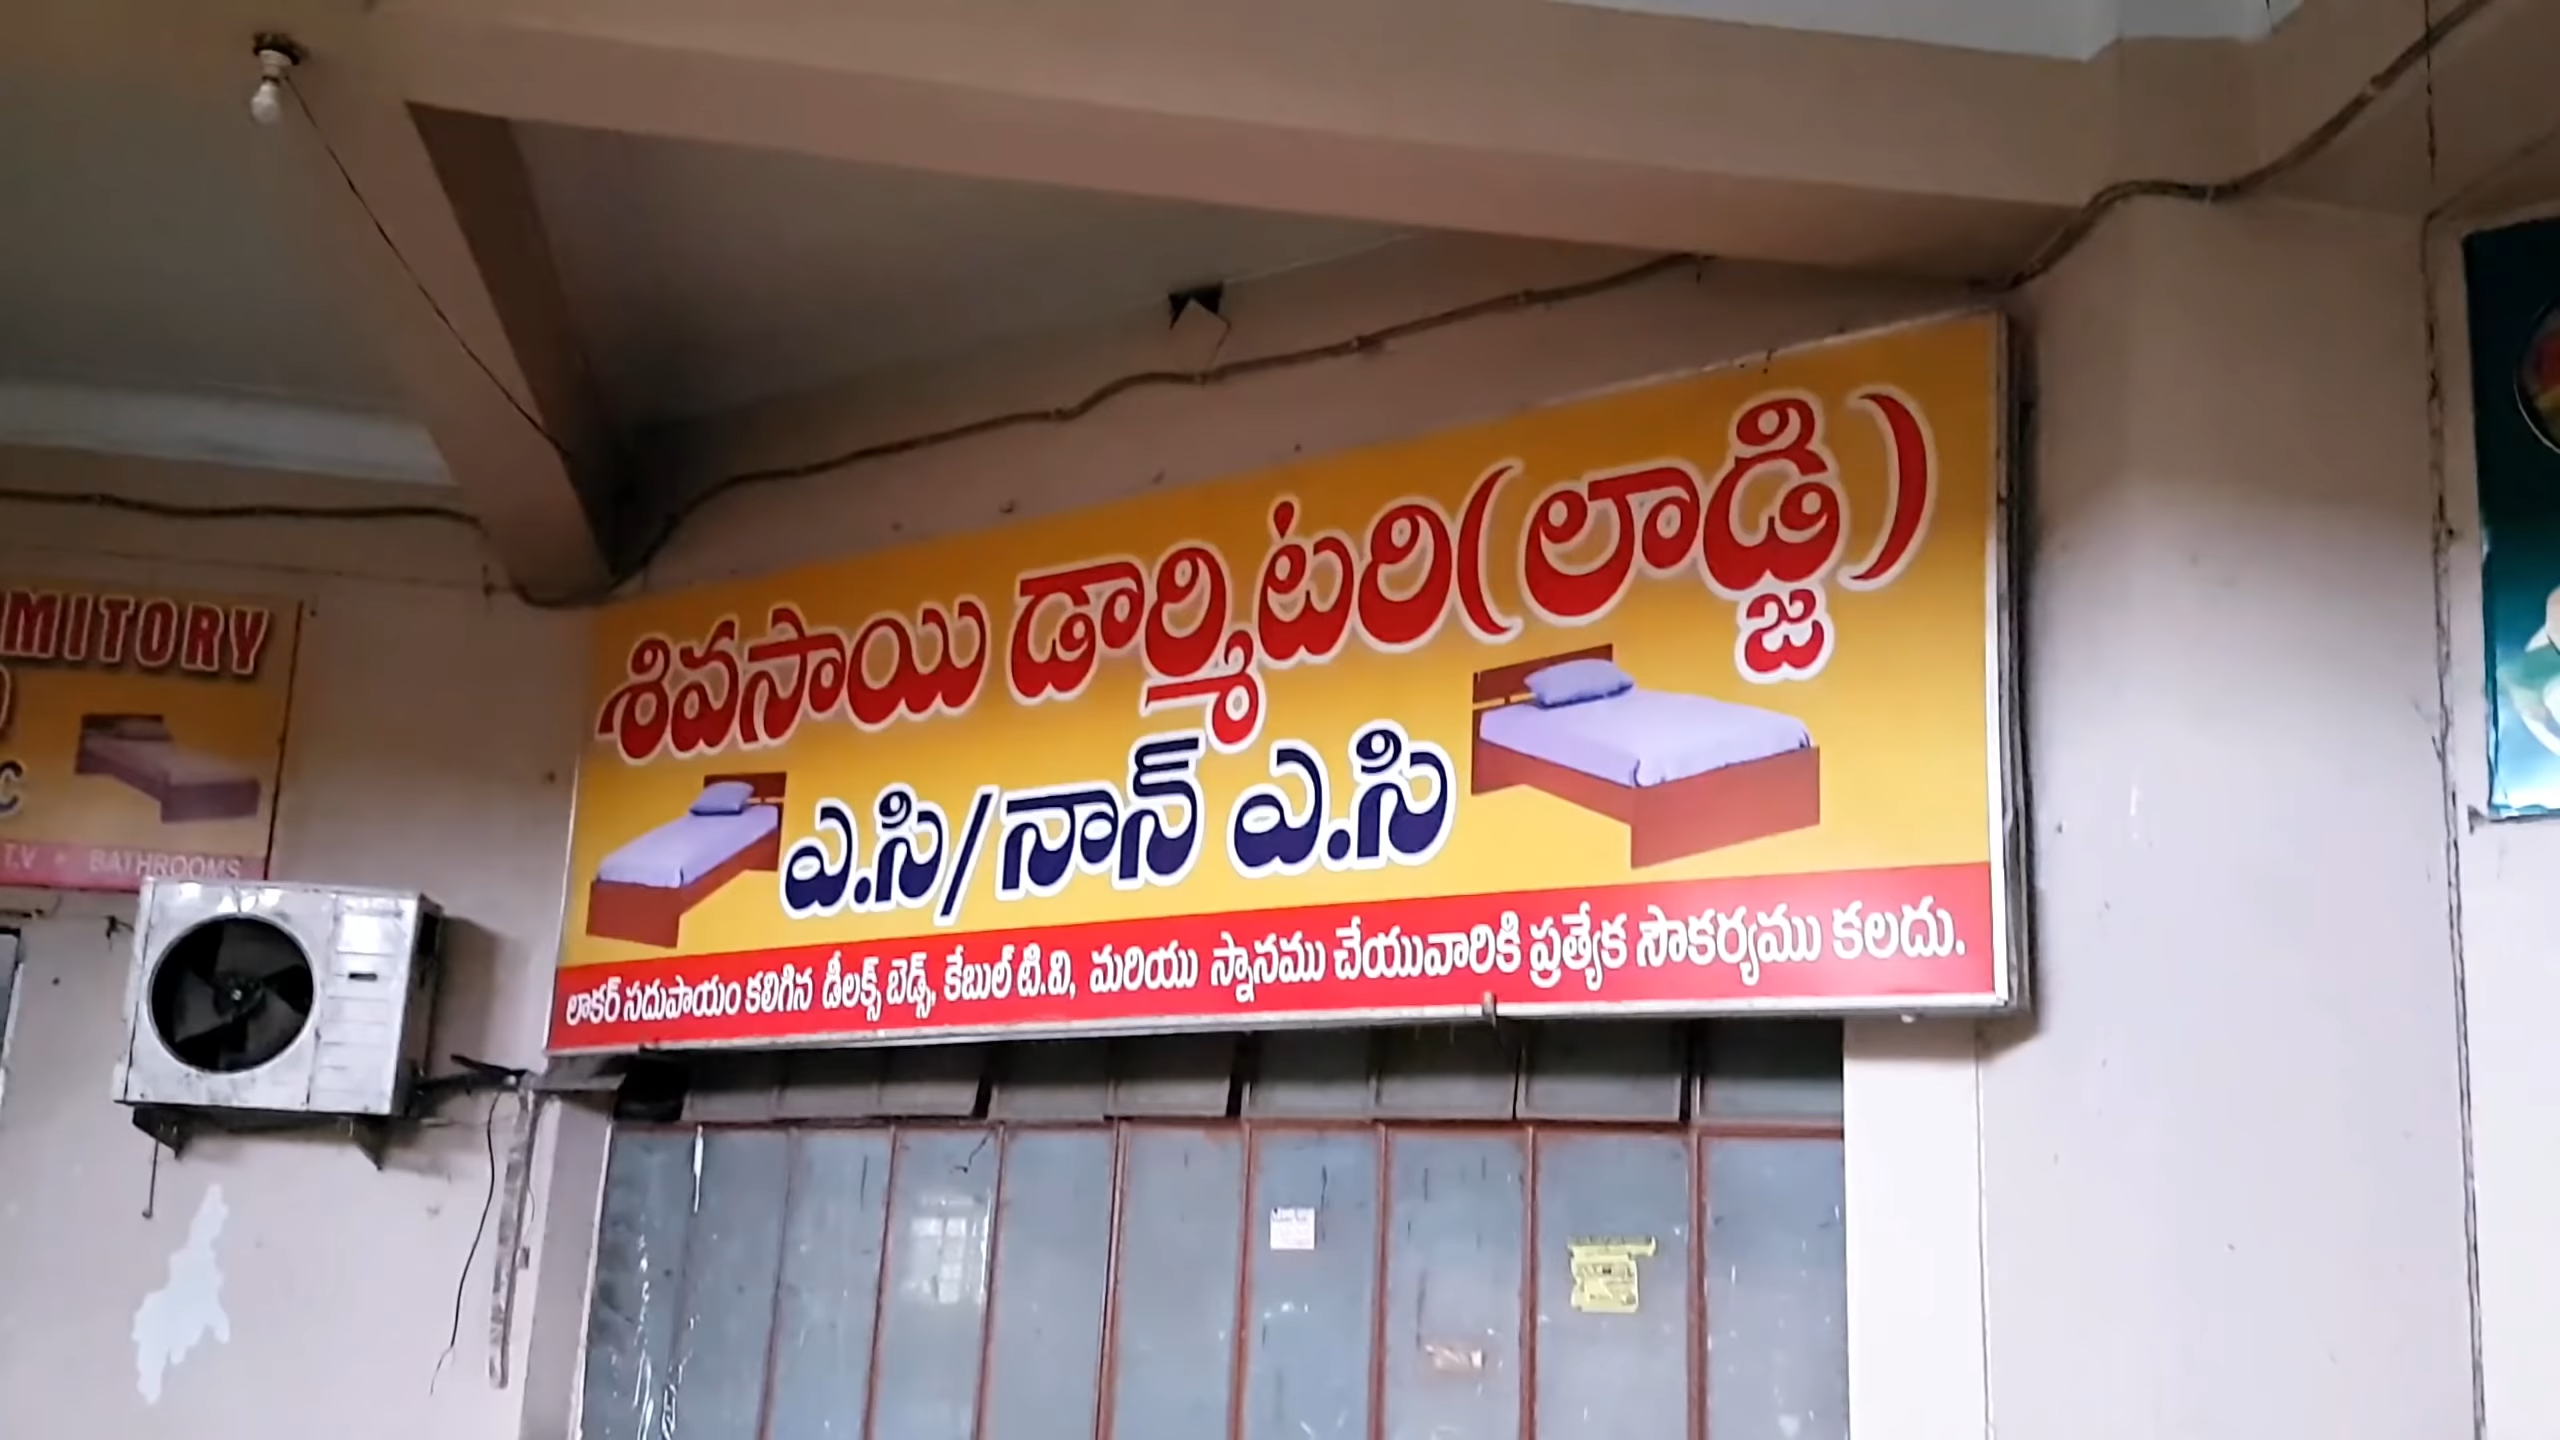 MITORY
T.V • BATHROOMS
శివసాయి డార్మిటరి(లాడ్జి)
ఎ.సి/నాన్ ఎ.సి
లాకర్ సదుపాయం కలిగిన డీలక్స్ బెడ్స్, కేబుల్ టి.వి, మరియు స్నానము చేయువారికి ప్రత్యేక సౌకర్యము కలదు.